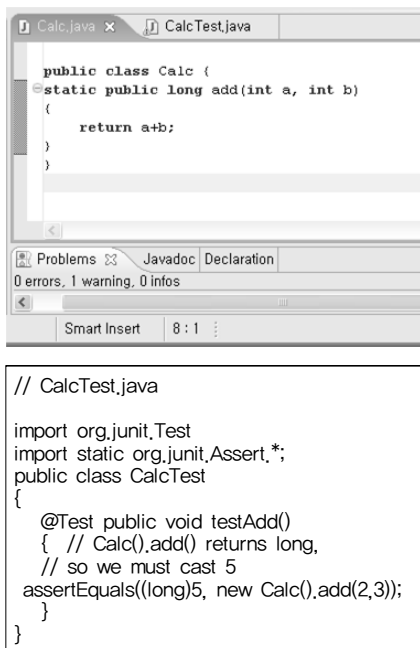 Calc.java CalcTest.java
public class Calc {
static public long add(int a, int b)
{
return a+b;
}
}
Problems Javadoc Declaration
0 errors, 1 warning, 0 infos
Smart Insert 8 : 1
// CalcTest.java
import org.junit.Test
import static org.junit.Assert.*;
public class CalcTest
{
@Test public void testAdd()
{ // Calc().add() returns long,
// so we must cast 5
assertEquals((long)5, new Calc().add(2,3));
}
}